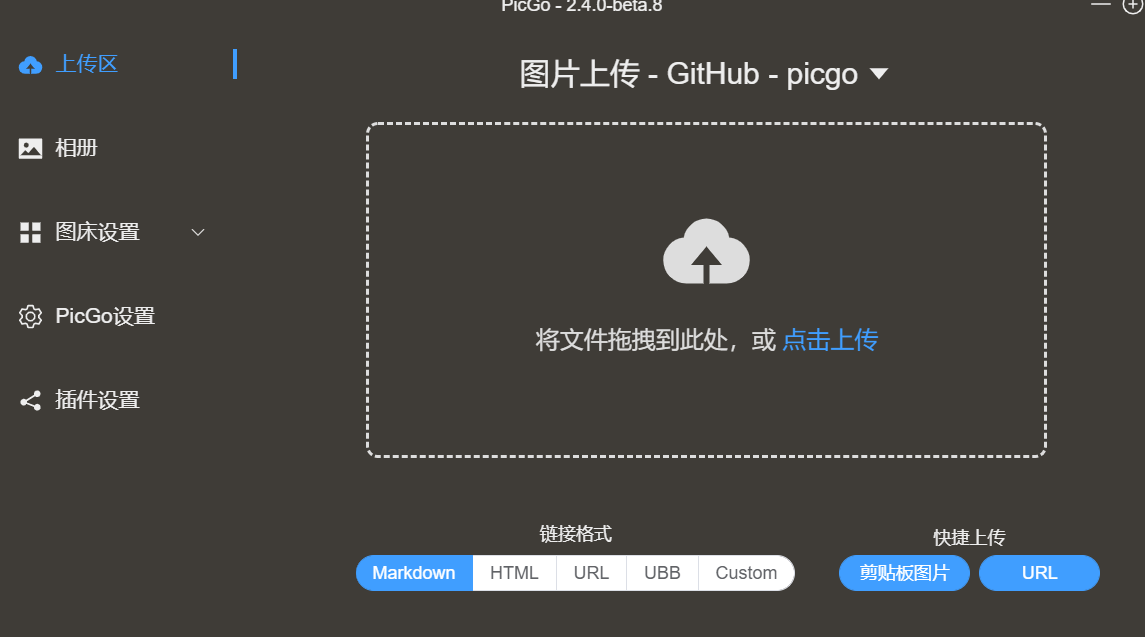 PicGo - 2.4.0-beta.8
上传区
图片上传 - GitHub - picgo
相册
图床设置
PicGo设置
插件设置
将文件拖拽到此处，或 点击上传
链接格式
快捷上传
Markdown HTML URL UBB Custom
剪贴板图片 URL